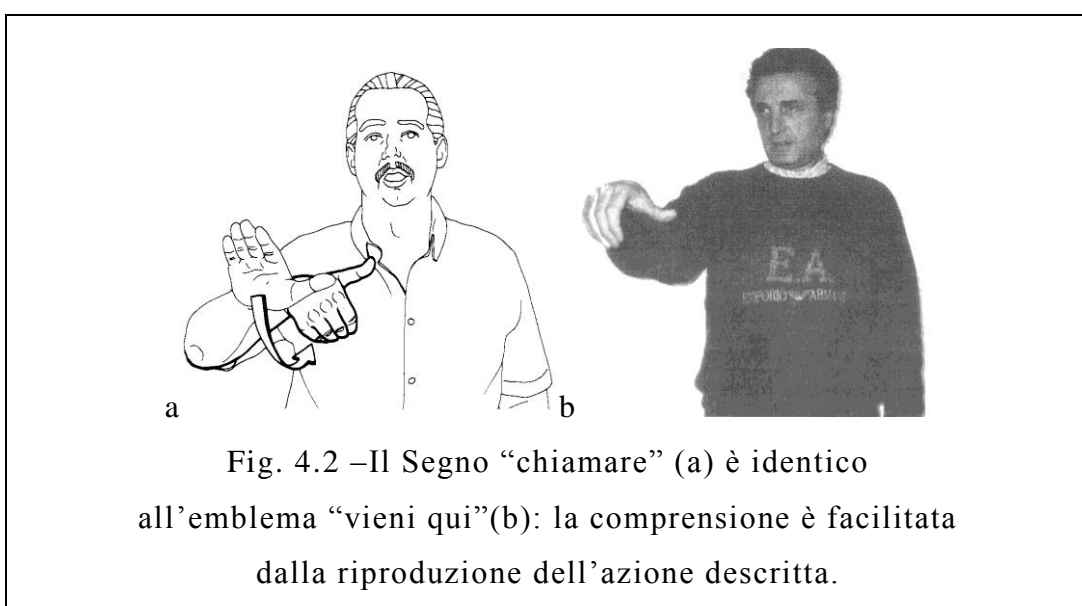 E.A.
EMPORIO ARMANI
a
b
Fig. 4.2 –Il Segno “chiamare” (a) è identico
all’emblema “vieni qui”(b): la comprensione è facilitata
dalla riproduzione dell’azione descritta.